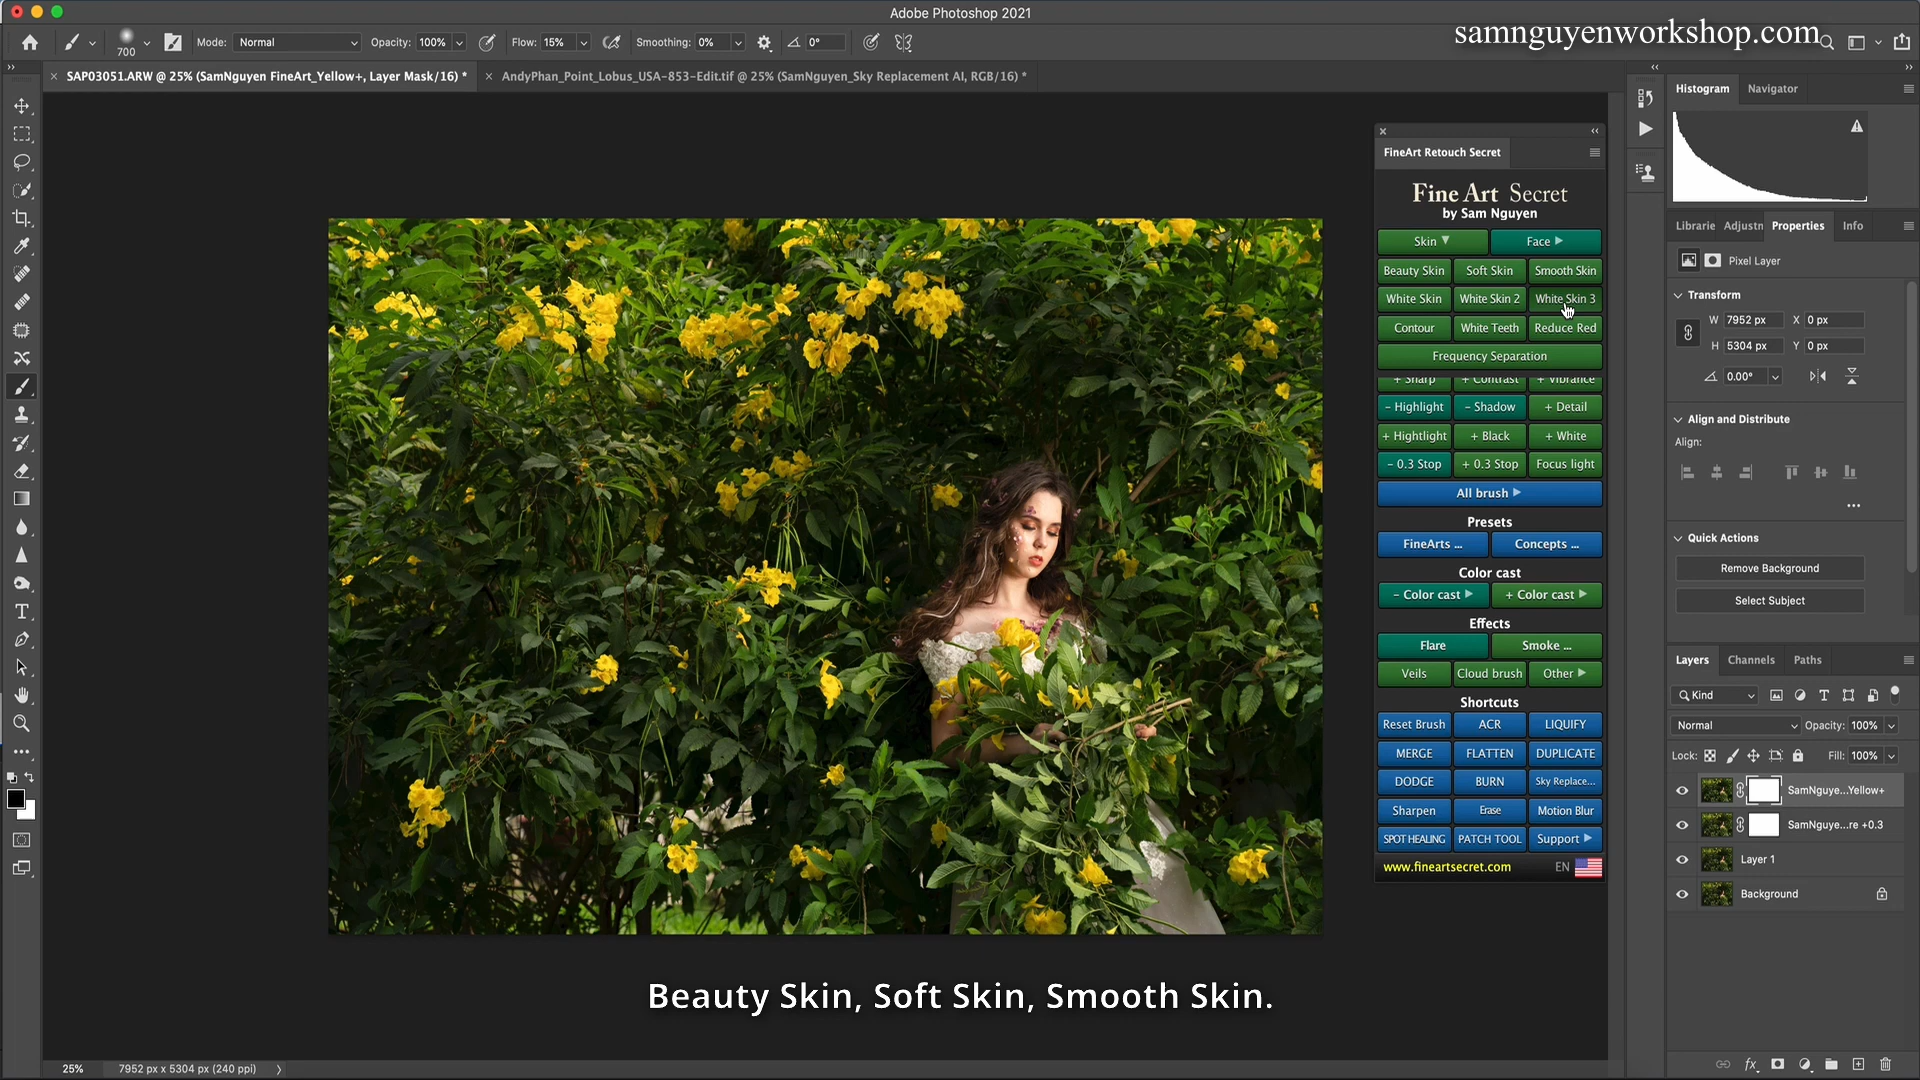 Adobe Photoshop 2021
samnguyenworkshop.com
700
Mode: Normal
Opacity: 100%
Flow: 15%
Smoothing: 0%
0°
SAP03051.ARW @ 25% (SamNguyen FineArt_Yellow+, Layer Mask/16) *
AndyPhan_Point_Lobus_USA-853-Edit.tif @ 25% (SamNguyen_Sky Replacement AI, RGB/16) *
FineArt Retouch Secret
Fine Art Secret
by Sam Nguyen
Skin
Face
Beauty Skin
Soft Skin
Smooth Skin
White Skin
White Skin 2
White Skin 3
Contour
White Teeth
Reduce Red
Frequency Separation
+ Sharp
+ Contrast
+ Vibrance
- Highlight
- Shadow
+ Detail
+ Hightlight
+ Black
+ White
- 0.3 Stop
+ 0.3 Stop
Focus light
All brush
Presets
FineArts ...
Concepts ...
Color cast
- Color cast
+ Color cast
Effects
Flare
Smoke ...
Veils
Cloud brush
Other
Shortcuts
Reset Brush
ACR
LIQUIFY
MERGE
FLATTEN
DUPLICATE
DODGE
BURN
Sky Replace...
Sharpen
Erase
Motion Blur
SPOT HEALING
PATCH TOOL
Support
www.fineartsecret.com
EN
Histogram
Navigator
Librarie
Adjustn
Properties
Info
Pixel Layer
Transform
W 7952 px
X 0 px
H 5304 px
Y 0 px
0.00°
Align and Distribute
Align:
Quick Actions
Remove Background
Select Subject
Layers
Channels
Paths
Kind
Normal
Opacity: 100%
Lock:
Fill: 100%
SamNguye...Yellow+
SamNguye...re +0.3
Layer 1
Background
Beauty Skin, Soft Skin, Smooth Skin.
25%
7952 px x 5304 px (240 ppi)